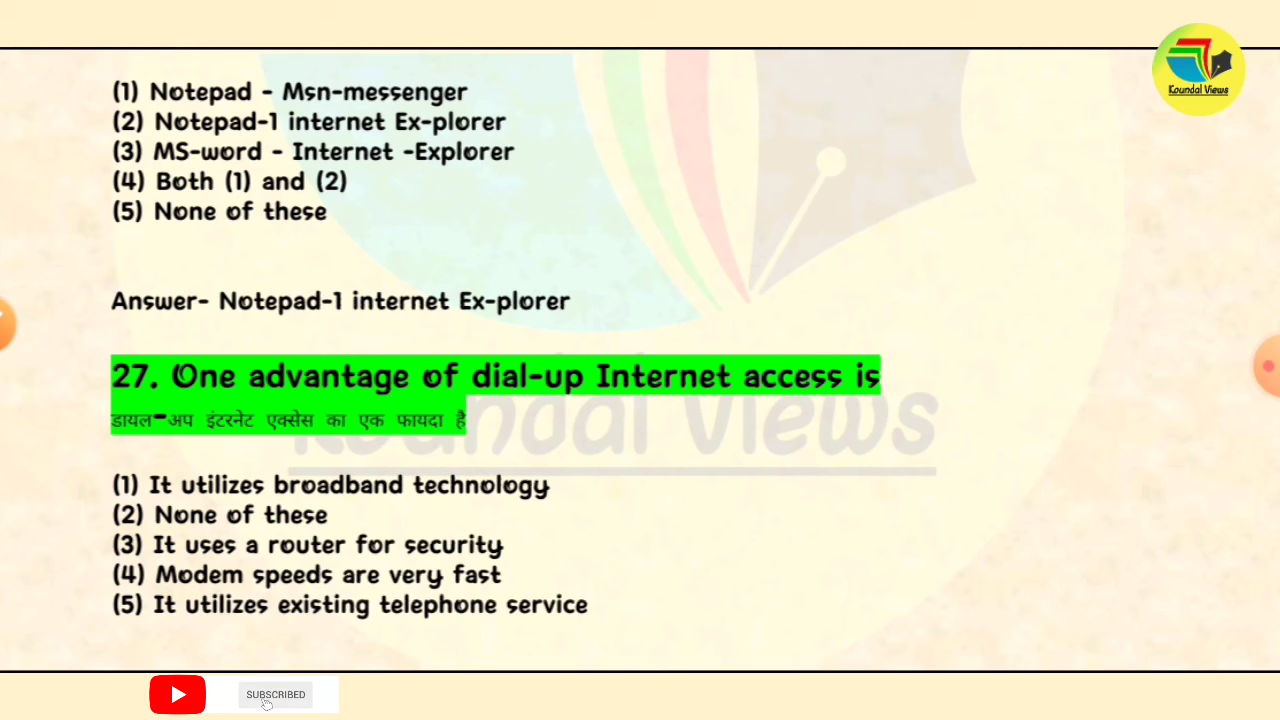 Koundal Views
(1) Notepad - Msn-messenger
(2) Notepad-1 internet Ex-plorer
(3) MS-word - Internet -Explorer
(4) Both (1) and (2)
(5) None of these
Answer- Notepad-1 internet Ex-plorer
27. One advantage of dial-up Internet access is
डायल-अप इंटरनेट एक्सेस का एक फायदा है
Koundal Views
(1) It utilizes broadband technology
(2) None of these
(3) It uses a router for security
(4) Modem speeds are very fast
(5) It utilizes existing telephone service
SUBSCRIBED